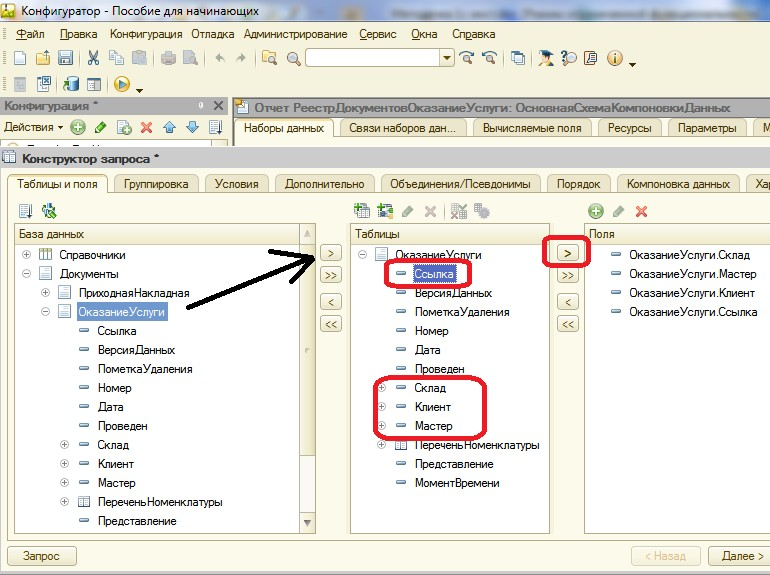 Конфигуратор - Пособие для начинающих
Файл Правка Конфигурация Отладка Администрирование Сервис Окна Справка
Конфигурация *
Отчет РеестрДокументовОказаниеУслуги: ОсновнаяСхемаКомпоновкиДанных
Действия
Наборы данных Связи наборов дан... Вычисляемые поля Ресурсы Параметры
Конструктор запроса *
Таблицы и поля Группировка Условия Дополнительно Объединения/Псевдонимы Порядок Компоновка данных Хар
База данных
Справочники
Документы
ПриходнаяНакладная
ОказаниеУслуги
Ссылка
ВерсияДанных
ПометкаУдаления
Номер
Дата
Проведен
Склад
Клиент
Мастер
ПереченьНоменклатуры
Представление
>
>>
<
<<
Таблицы
ОказаниеУслуги
Ссылка
ВерсияДанных
ПометкаУдаления
Номер
Дата
Проведен
Склад
Клиент
Мастер
ПереченьНоменклатуры
Представление
МоментВремени
>
>>
<
<<
Поля
ОказаниеУслуги.Склад
ОказаниеУслуги.Мастер
ОказаниеУслуги.Клиент
ОказаниеУслуги.Ссылка
Запрос
< Назад Далее >